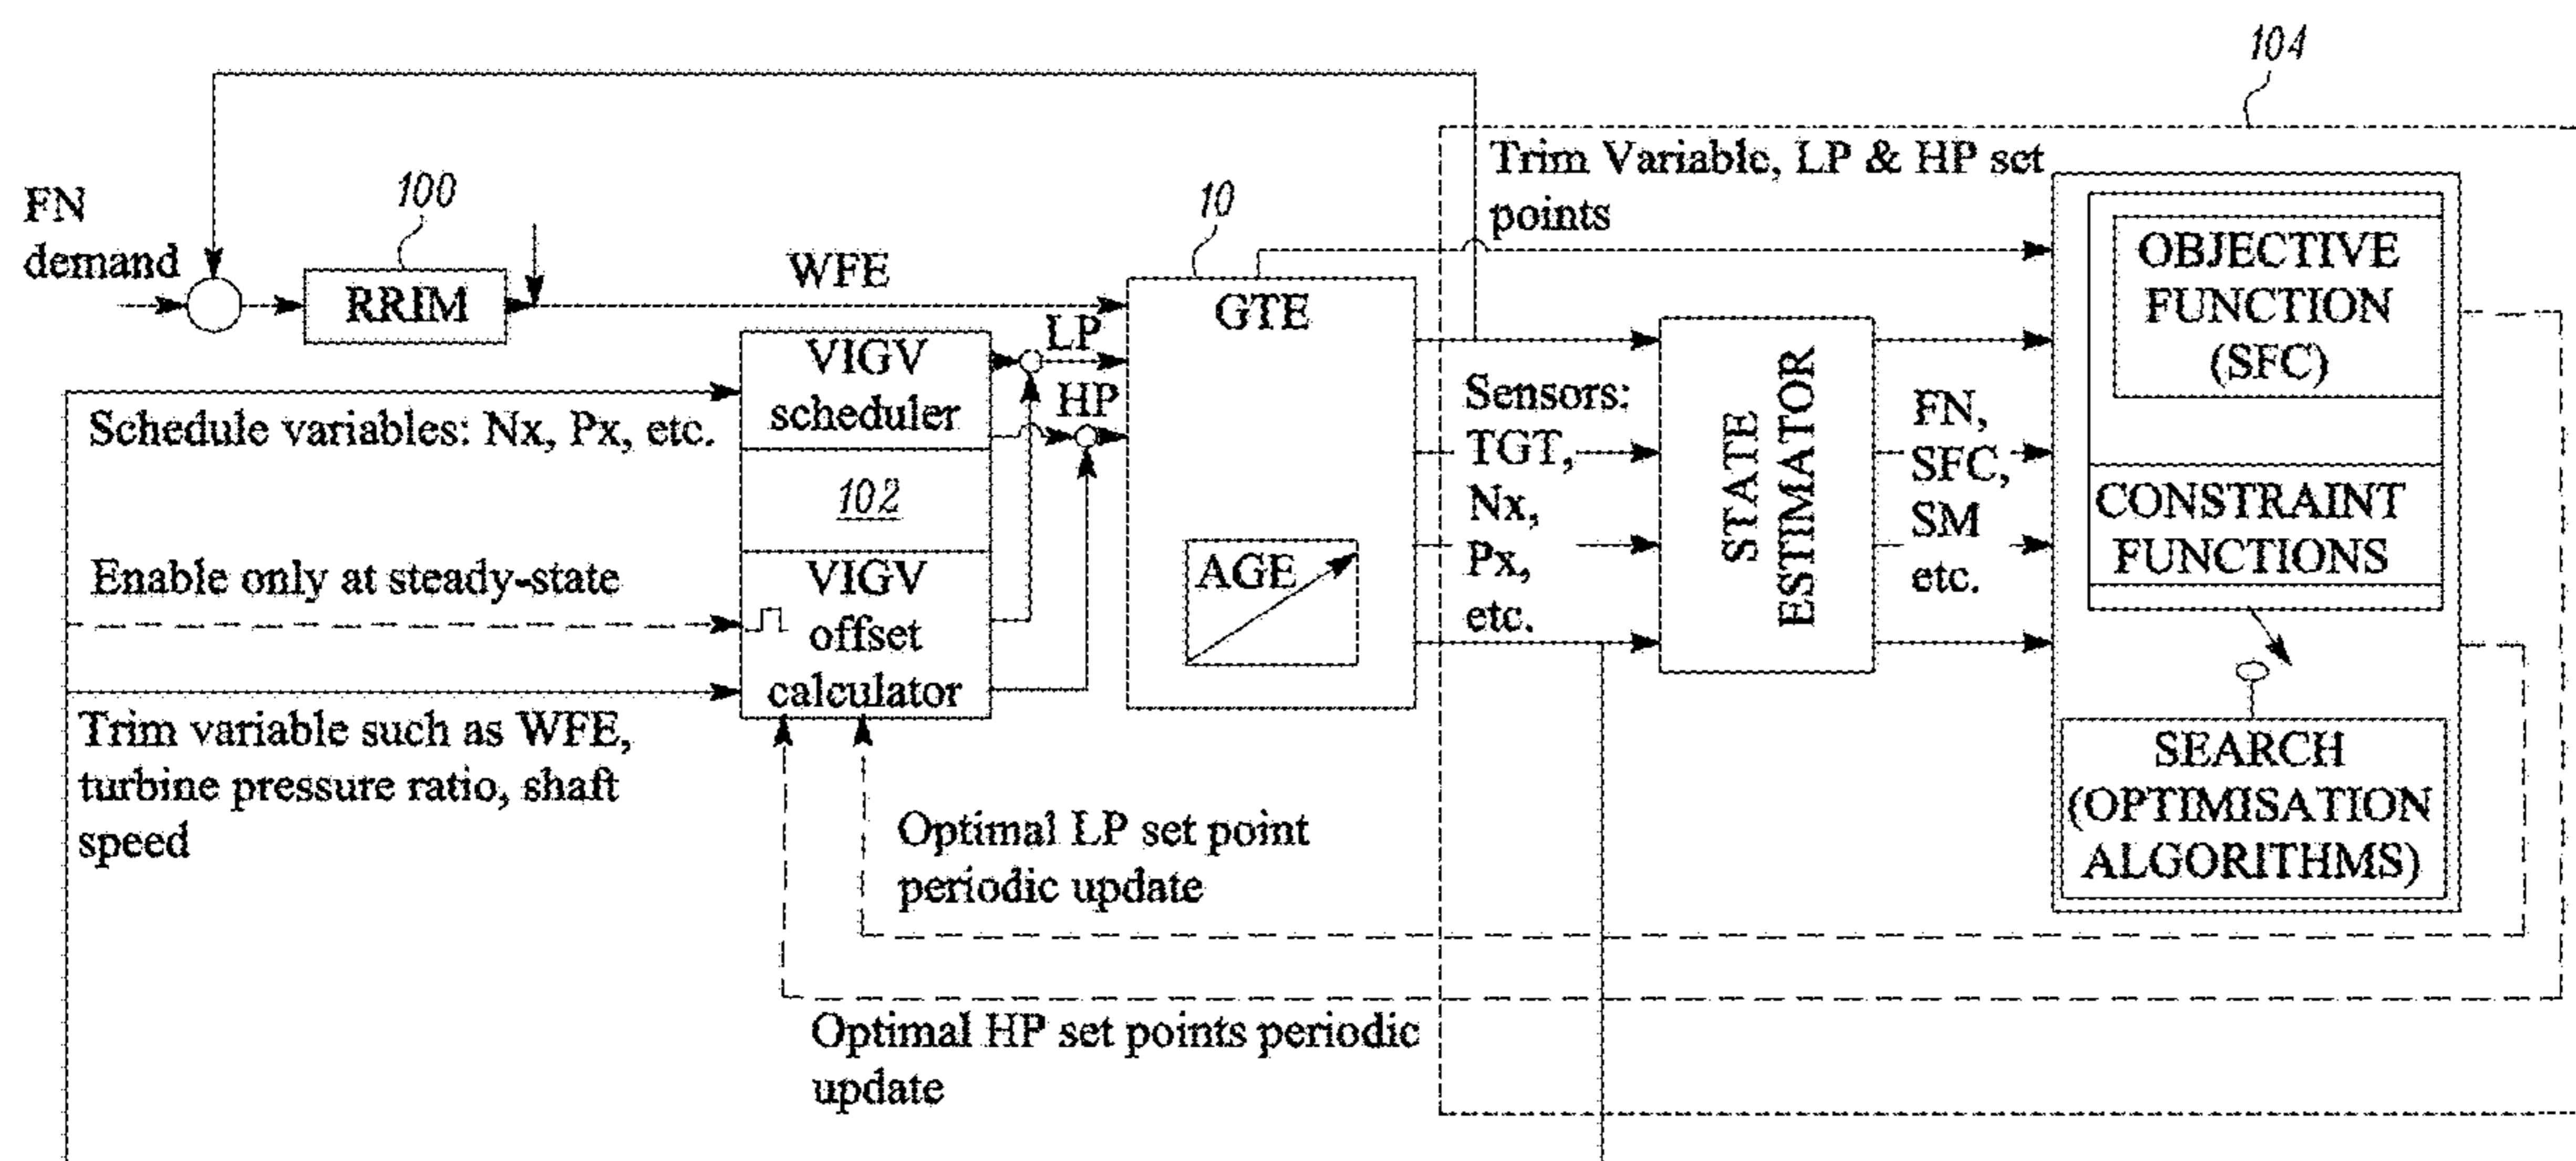 104
Trim Variable, LP & HP set
points
FN
demand
100
RRIM
WFE
10
GTE
AGE
LP
HP
VIGV
scheduler
102
VIGV
offset
calculator
Schedule variables: Nx, Px, etc.
Enable only at steady-state
Trim variable such as WFE,
turbine pressure ratio, shaft
speed
Optimal LP set point
periodic update
Optimal HP set points periodic
update
Sensors:
TGT,
Nx,
Px,
etc.
STATE
ESTIMATOR
FN,
SFC,
SM
etc.
OBJECTIVE
FUNCTION
(SFC)
CONSTRAINT
FUNCTIONS
SEARCH
(OPTIMISATION
ALGORITHMS)